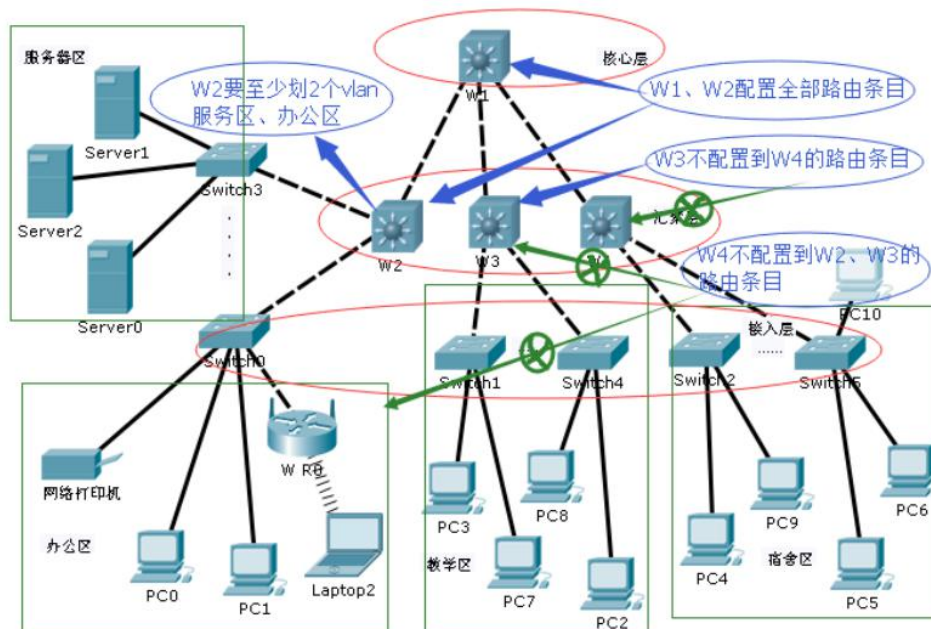 服务器区
核心层
W1
W2要至少划2个vlan
服务区、办公区
W1、W2配置全部路由条目
Server1
W3不配置到W4的路由条目
Switch3
Server2
W2
W3
W4不配置到W2、W3的
路由条目
Server0
PC10
接入层
......
Switch0
Switch1
Switch4
Switch2
Switch5
W R0
网络打印机
PC3
PC8
PC9
PC6
办公区
教学区
宿舍区
PC0
PC1
Laptop2
PC7
PC2
PC4
PC5